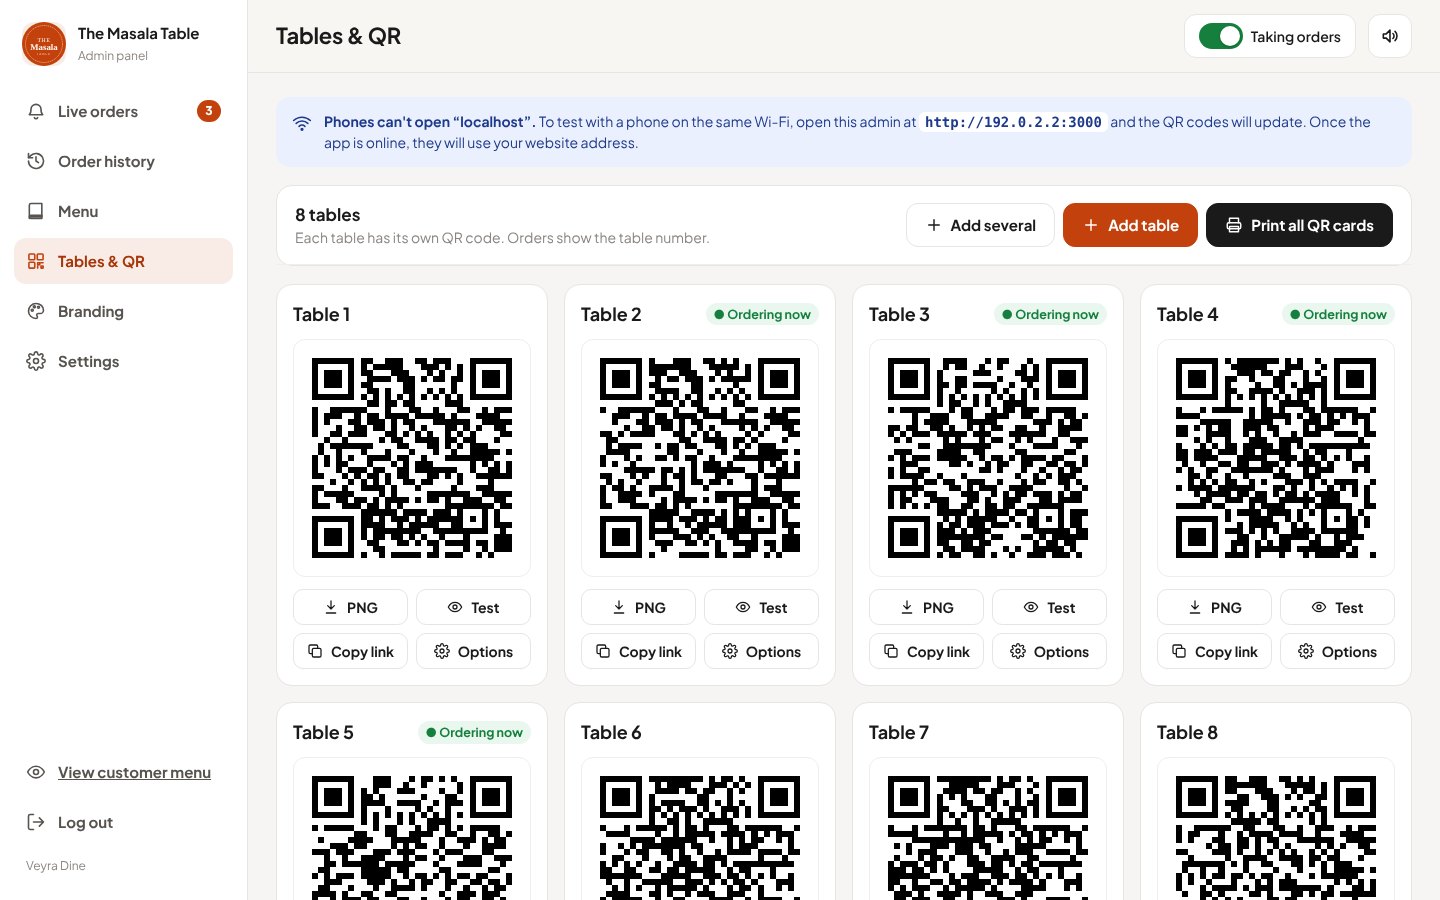 THE
Masala
TABLE
The Masala Table
Admin panel
Live orders
3
Order history
Menu
Tables & QR
Branding
Settings
View customer menu
Log out
Veyra Dine
Tables & QR
Taking orders
Phones can't open “localhost”. To test with a phone on the same Wi-Fi, open this admin at http://192.0.2.2:3000 and the QR codes will update. Once the
app is online, they will use your website address.
8 tables
Each table has its own QR code. Orders show the table number.
Add several
Add table
Print all QR cards
Table 1
PNG
Test
Copy link
Options
Table 2
Ordering now
PNG
Test
Copy link
Options
Table 3
Ordering now
PNG
Test
Copy link
Options
Table 4
Ordering now
PNG
Test
Copy link
Options
Table 5
Ordering now
Table 6
Table 7
Table 8